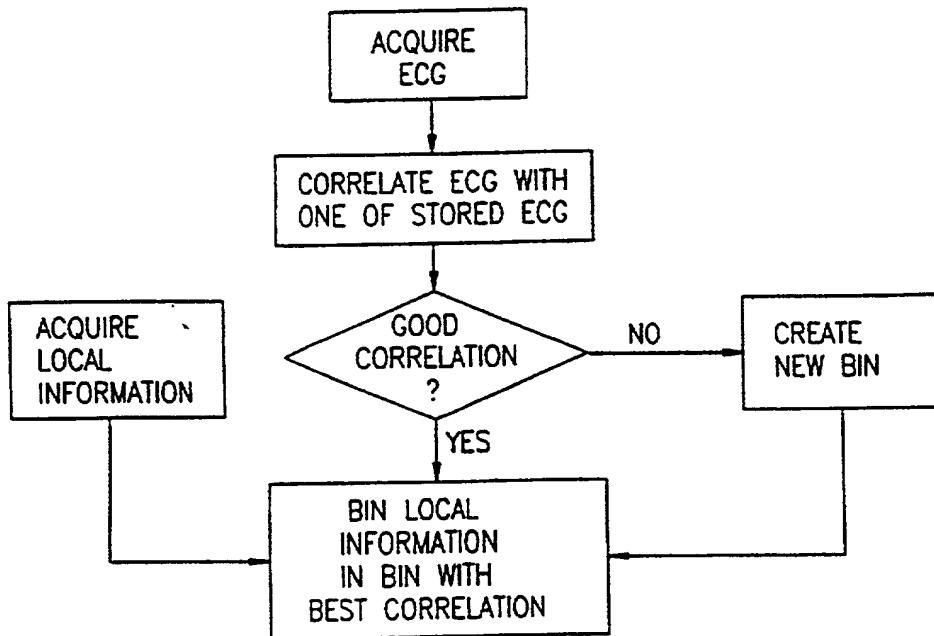 ACQUIRE
ECG
CORRELATE ECG WITH
ONE OF STORED ECG
ACQUIRE
LOCAL
INFORMATION
GOOD
CORRELATION
?
NO
CREATE
NEW BIN
YES
BIN LOCAL
INFORMATION
IN BIN WITH
BEST CORRELATION